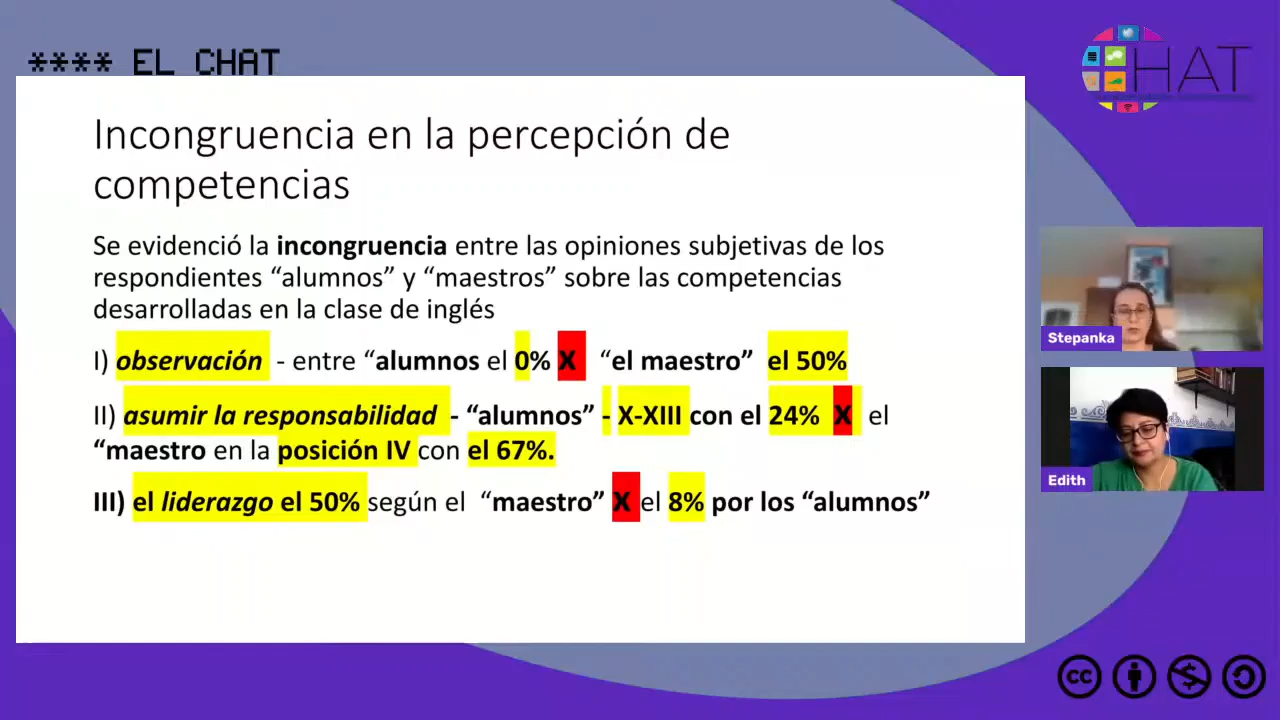 **** EL CHAT
HAT
Incongruencia en la percepción de
competencias
Se evidenció la incongruencia entre las opiniones subjetivas de los
respondientes “alumnos” y “maestros” sobre las competencias
desarrolladas en la clase de inglés
I) observación - entre “alumnos el 0% X “el maestro” el 50%
II) asumir la responsabilidad - “alumnos” - X-XIII con el 24% X el
“maestro en la posición IV con el 67%.
III) el liderazgo el 50% según el “maestro” X el 8% por los “alumnos”
Stepanka
Edith
cc